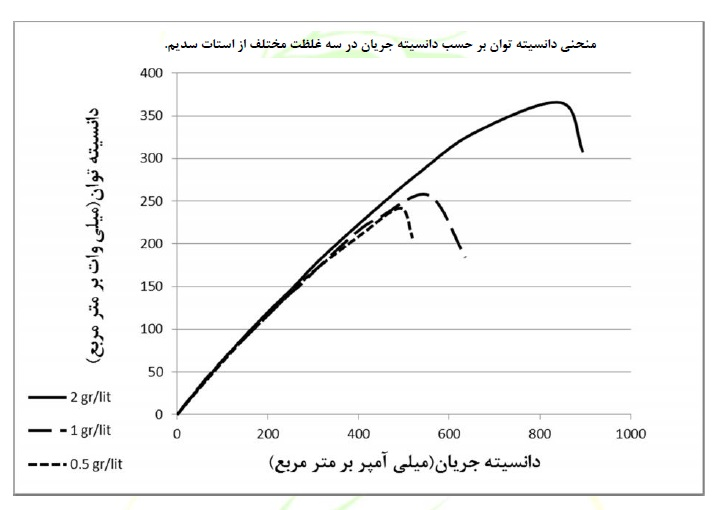 منحنی دانسیته توان بر حسب دانسیته جریان در سه غلظت مختلف از استات سدیم.
دانسیته توان(میلی وات بر متر مربع)
400
350
300
250
200
150
100
50
0
0 200 400 600 800 1000
دانسیته جریان(میلی آمپر بر متر مربع)
2 gr/lit
1 gr/lit
0.5 gr/lit